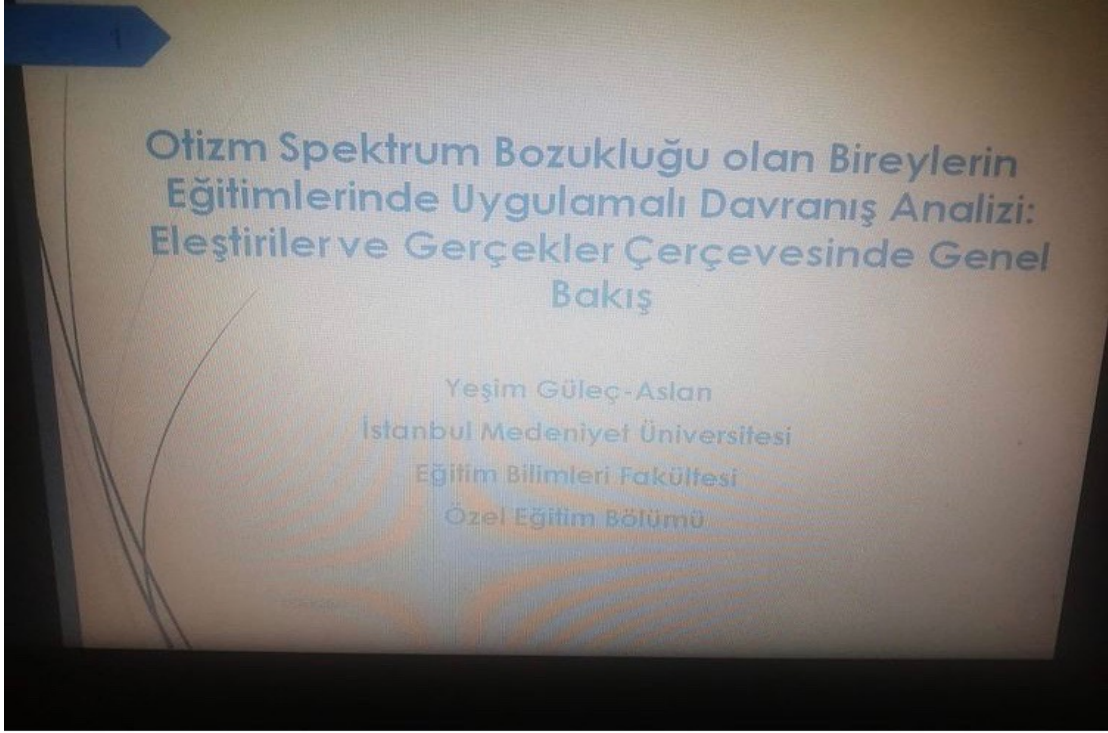 1
Otizm Spektrum Bozukluğu olan Bireylerin
Eğitimlerinde Uygulamalı Davranış Analizi:
Eleştiriler ve Gerçekler Çerçevesinde Genel
Bakış
Yeşim Güleç-Aslan
İstanbul Medeniyet Üniversitesi
Eğitim Bilimleri Fakültesi
Özel Eğitim Bölümü